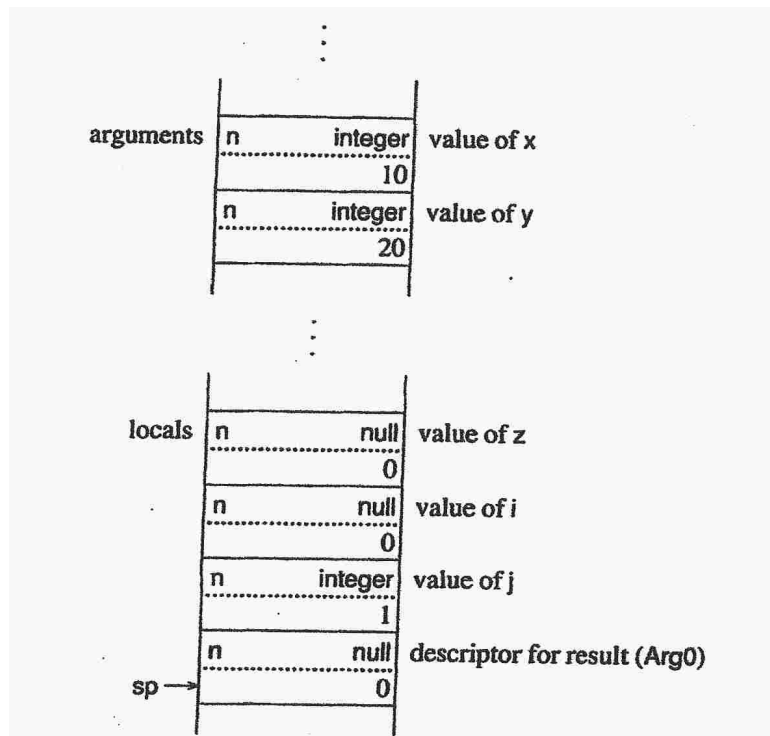 arguments n integer value of x
10
n integer value of y
20
locals n null value of z
0
n null value of i
0
n integer value of j
1
n null descriptor for result (Arg0)
sp 0